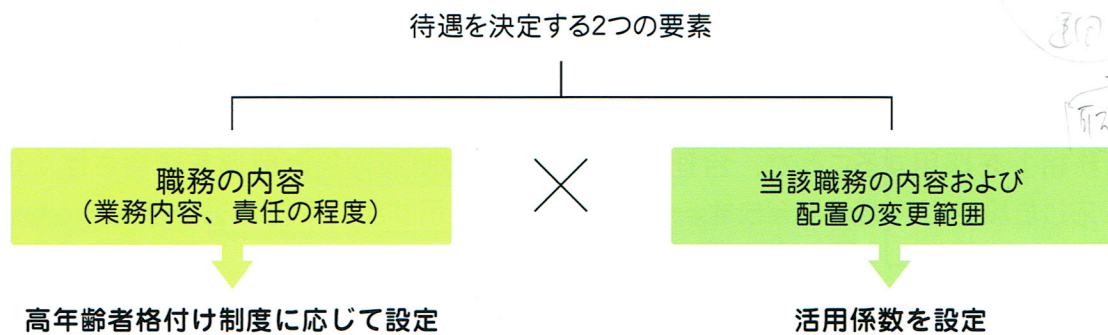 待遇を決定する2つの要素
職務の内容
（業務内容、責任の程度）
当該職務の内容および
配置の変更範囲
高年齢者格付け制度に応じて設定
活用係数を設定